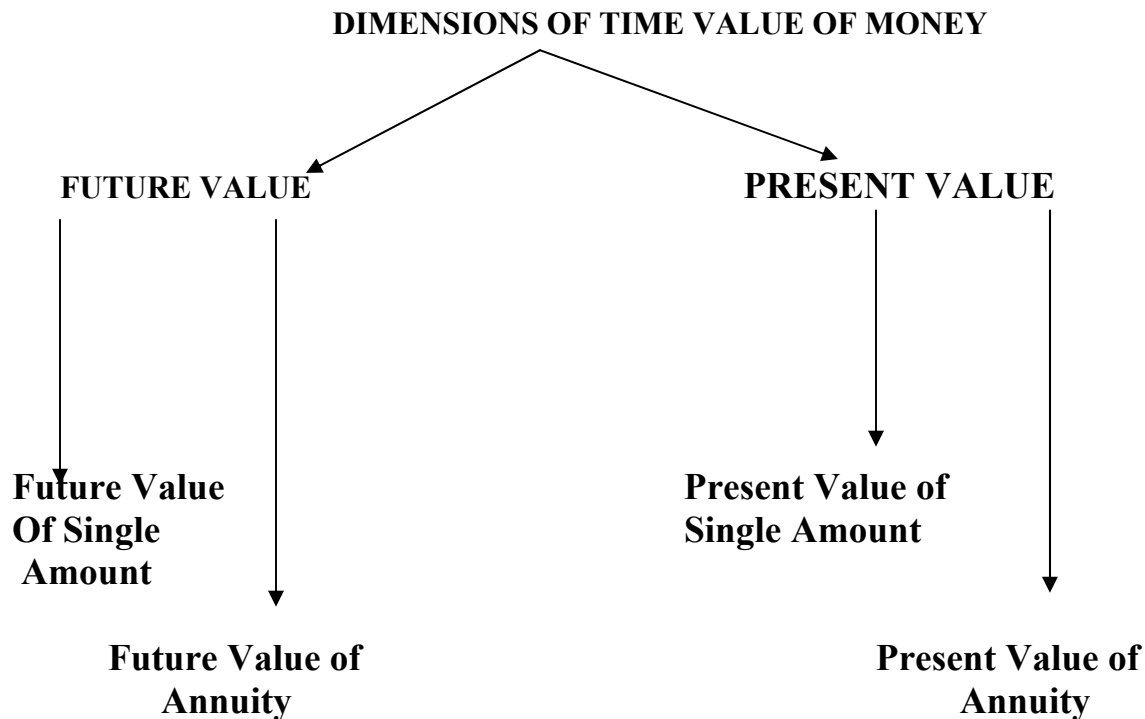 DIMENSIONS OF TIME VALUE OF MONEY
FUTURE VALUE
PRESENT VALUE
Future Value
Of Single
Amount
Present Value of
Single Amount
Future Value of
Annuity
Present Value of
Annuity